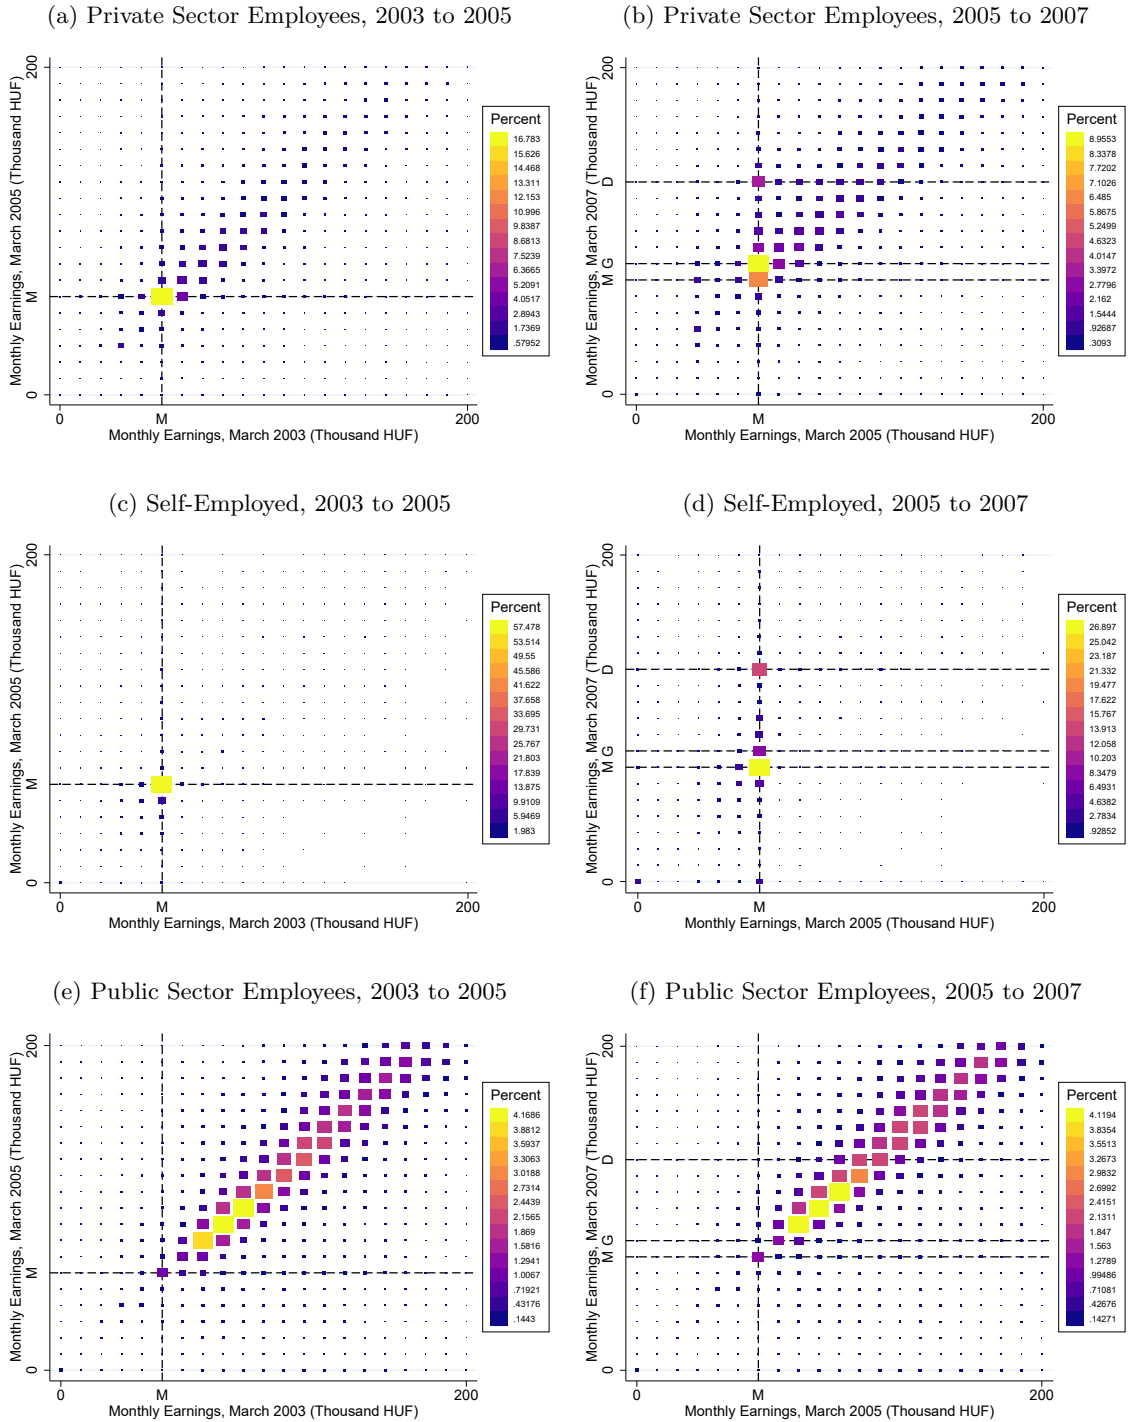 (a) Private Sector Employees, 2003 to 2005
200
M
0
Monthly Earnings, March 2005 (Thousand HUF)
0 M 200
Monthly Earnings, March 2003 (Thousand HUF)
Percent
16.783
15.626
14.468
13.311
12.153
10.996
9.8387
8.6813
7.5239
6.3665
5.2091
4.0517
2.8943
1.7369
.57952
(b) Private Sector Employees, 2005 to 2007
200
D
G
M
0
Monthly Earnings, March 2007 (Thousand HUF)
0 M 200
Monthly Earnings, March 2005 (Thousand HUF)
Percent
8.9553
8.3378
7.7202
7.1026
6.485
5.8675
5.2499
4.6323
4.0147
3.3972
2.7796
2.162
1.5444
.92687
.3093
(c) Self-Employed, 2003 to 2005
200
M
0
Monthly Earnings, March 2005 (Thousand HUF)
0 M 200
Monthly Earnings, March 2003 (Thousand HUF)
Percent
57.478
53.514
49.55
45.586
41.622
37.658
33.695
29.731
25.767
21.803
17.839
13.875
9.9109
5.9469
1.983
(d) Self-Employed, 2005 to 2007
200
D
G
M
0
Monthly Earnings, March 2007 (Thousand HUF)
0 M 200
Monthly Earnings, March 2005 (Thousand HUF)
Percent
26.897
25.042
23.187
21.332
19.477
17.622
15.767
13.913
12.058
10.203
8.3479
6.4931
4.6382
2.7834
.92852
(e) Public Sector Employees, 2003 to 2005
200
M
0
Monthly Earnings, March 2005 (Thousand HUF)
0 M 200
Monthly Earnings, March 2003 (Thousand HUF)
Percent
4.1686
3.8812
3.5937
3.3063
3.0188
2.7314
2.4439
2.1565
1.869
1.5816
1.2941
1.0067
.71921
.43176
.1443
(f) Public Sector Employees, 2005 to 2007
200
D
G
M
0
Monthly Earnings, March 2007 (Thousand HUF)
0 M 200
Monthly Earnings, March 2005 (Thousand HUF)
Percent
4.1194
3.8354
3.5513
3.2673
2.9832
2.6992
2.4151
2.1311
1.847
1.563
1.2789
.99486
.71081
.42676
.14271